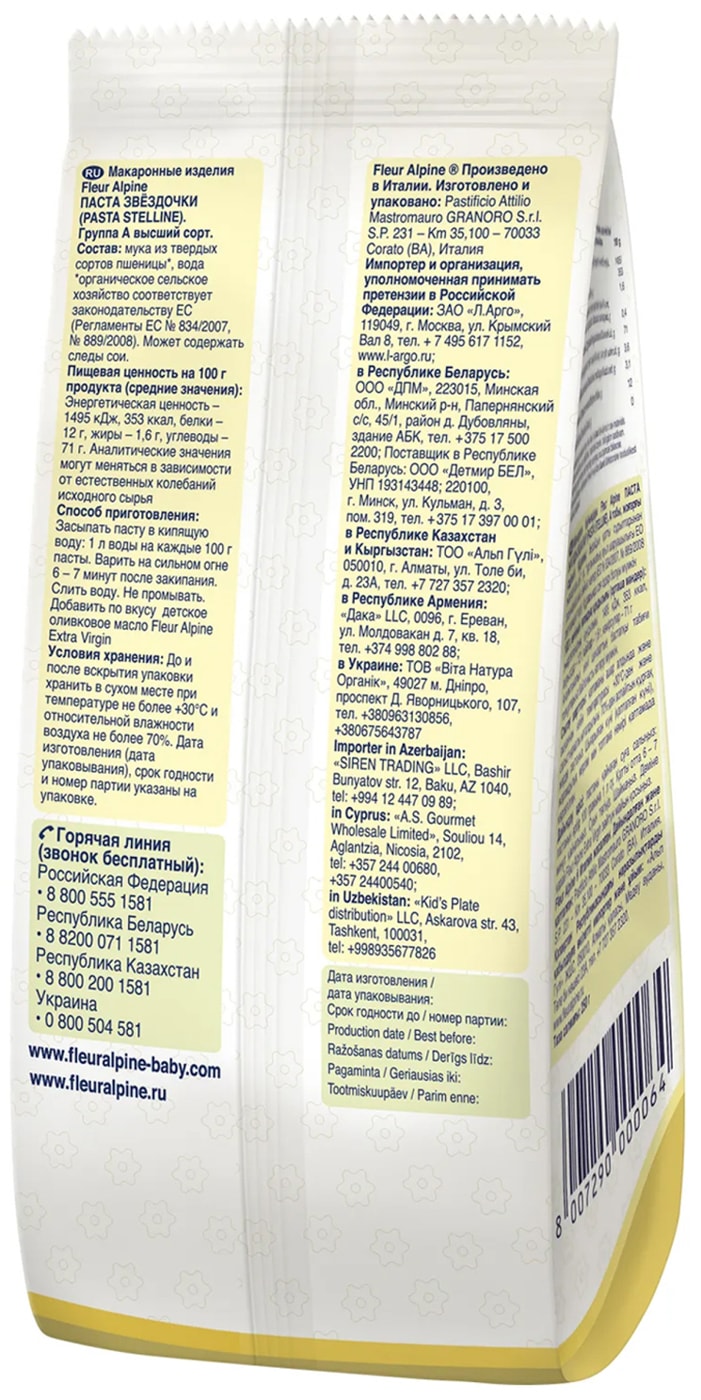 RU Макаронные изделия
Fleur Alpine
ПАСТА ЗВЁЗДОЧКИ
(PASTA STELLINE).
Группа А высший сорт.
Состав: мука из твердых
сортов пшеницы*, вода
*органическое сельское
хозяйство соответствует
законодательству ЕС
(Регламенты ЕС № 834/2007,
№ 889/2008). Может содержать
следы сои.
Пищевая ценность на 100 г
продукта (средние значения):
Энергетическая ценность –
1495 кДж, 353 ккал, белки –
12 г, жиры – 1,6 г, углеводы –
71 г. Аналитические значения
могут меняться в зависимости
от естественных колебаний
исходного сырья
Способ приготовления:
Засыпать пасту в кипящую
воду: 1 л воды на каждые 100 г
пасты. Варить на сильном огне
6 – 7 минут после закипания.
Слить воду. Не промывать.
Добавить по вкусу детское
оливковое масло Fleur Alpine
Extra Virgin
Условия хранения: До и
после вскрытия упаковки
хранить в сухом месте при
температуре не более +30°С и
относительной влажности
воздуха не более 70%. Дата
изготовления (дата
упаковывания), срок годности
и номер партии указаны на
упаковке.
Горячая линия
(звонок бесплатный):
Российская Федерация
• 8 800 555 1581
Республика Беларусь
• 8 8200 071 1581
Республика Казахстан
• 8 800 200 1581
Украина
• 0 800 504 581
www.fleuralpine-baby.com
www.fleuralpine.ru
Fleur Alpine ® Произведено
в Италии. Изготовлено и
упаковано: Pastificio Attilio
Mastromauro GRANORO S.r.l.
S.P. 231 – Km 35,100 – 70033
Corato (BA), Италия
Импортер и организация,
уполномоченная принимать
претензии в Российской
Федерации: ЗАО «Л.Арго»,
119049, г. Москва, ул. Крымский
Вал 8, тел. + 7 495 617 1152,
www.l-argo.ru;
в Республике Беларусь:
ООО «ДПМ», 223015, Минская
обл., Минский р-н, Папернянский
с/с, 45/1, район д. Дубовляны,
здание АБК, тел. +375 17 500
2200; Поставщик в Республике
Беларусь: ООО «Детмир БЕЛ»,
УНП 193143448; 220100,
г. Минск, ул. Кульман, д. 3,
пом. 319, тел. +375 17 397 00 01;
в Республике Казахстан
и Кыргызстан: ТОО «Альп Гүлі»,
050010, г. Алматы, ул. Толе би,
д. 23А, тел. +7 727 357 2320;
в Республике Армения:
«Дака» LLC, 0096, г. Ереван,
ул. Молдовакан д. 7, кв. 18,
тел. +374 998 802 88;
в Украине: ТОВ «Віта Натура
Органік», 49027 м. Дніпро,
проспект Д. Яворницького, 107,
тел. +380963130856,
+380675643787
Importer in Azerbaijan:
«SIREN TRADING» LLC, Bashir
Bunyatov str. 12, Baku, AZ 1040,
tel: +994 12 447 09 89;
in Cyprus: «A.S. Gourmet
Wholesale Limited», Souliou 14,
Aglantzia, Nicosia, 2102,
tel: +357 244 00680,
+357 24400540;
in Uzbekistan: «Kid's Plate
distribution» LLC, Askarova str. 43,
Tashkent, 100031,
tel: +998935677826
Дата изготовления /
дата упаковывания:
Срок годности до / номер партии:
Production date / Best before:
Ražošanas datums / Derīgs līdz:
Pagaminta / Geriausias iki:
Tootmiskuupäev / Parim enne:
8 007290 000064